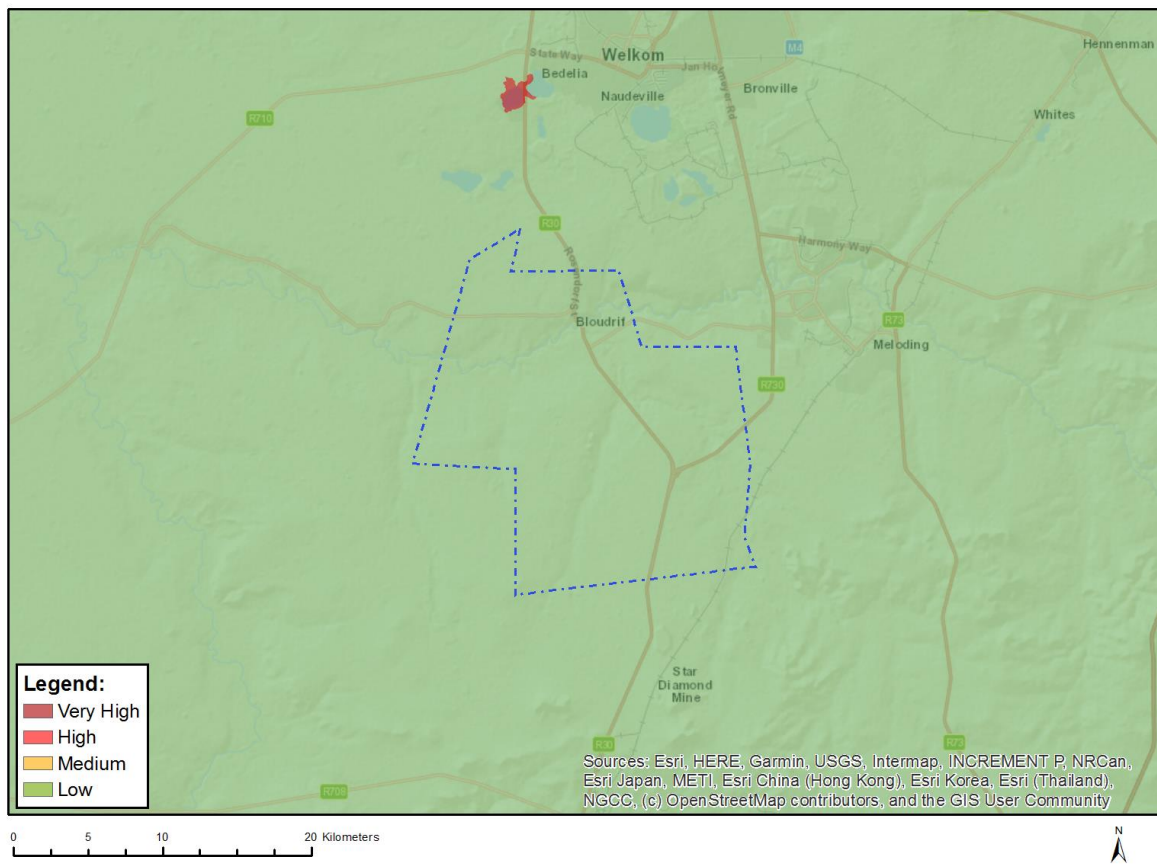 Hennenman
M4
State Way
Welkom
Jan Ho
fmeyer Rd
Bedelia
Naudeville
Bronville
Whites
R710
R30
Harmony Way
Bloudrif
R73
Meloding
R730
Star
Diamond
Mine
R30
R73
R708
Legend:
Very High
High
Medium
Low
Sources: Esri, HERE, Garmin, USGS, Intermap, INCREMENT P, NRCan,
Esri Japan, METI, Esri China (Hong Kong), Esri Korea, Esri (Thailand),
NGCC, (c) OpenStreetMap contributors, and the GIS User Community
0 5 10 20 Kilometers
N